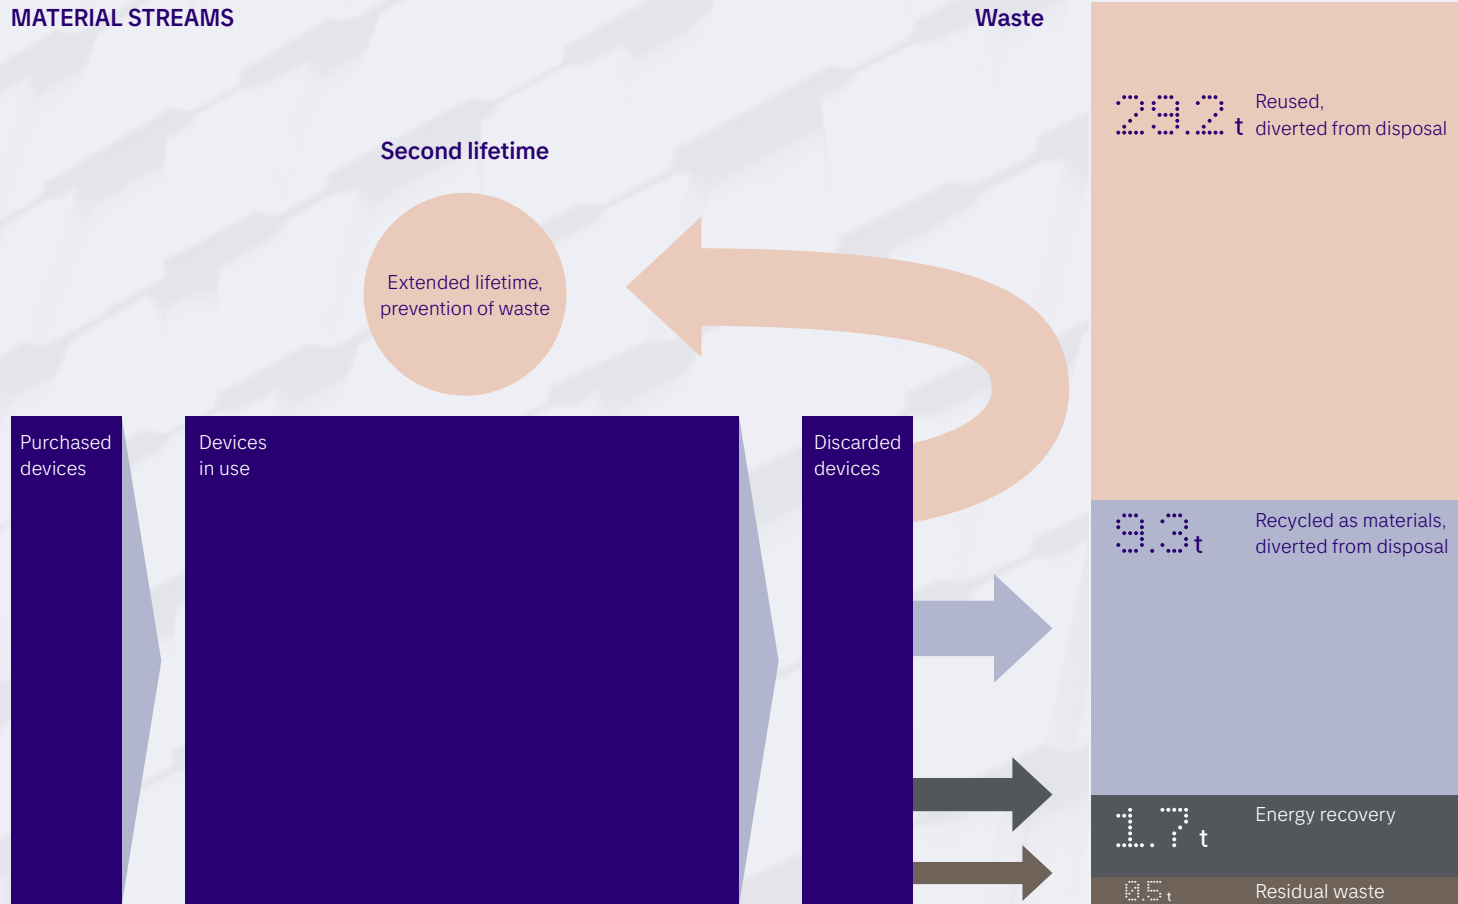 MATERIAL STREAMS
Waste
29.2 t
Reused,
diverted from disposal
Second lifetime
Extended lifetime,
prevention of waste
Purchased
devices
Devices
in use
Discarded
devices
9.3 t
Recycled as materials,
diverted from disposal
1.7 t
Energy recovery
0.5 t
Residual waste